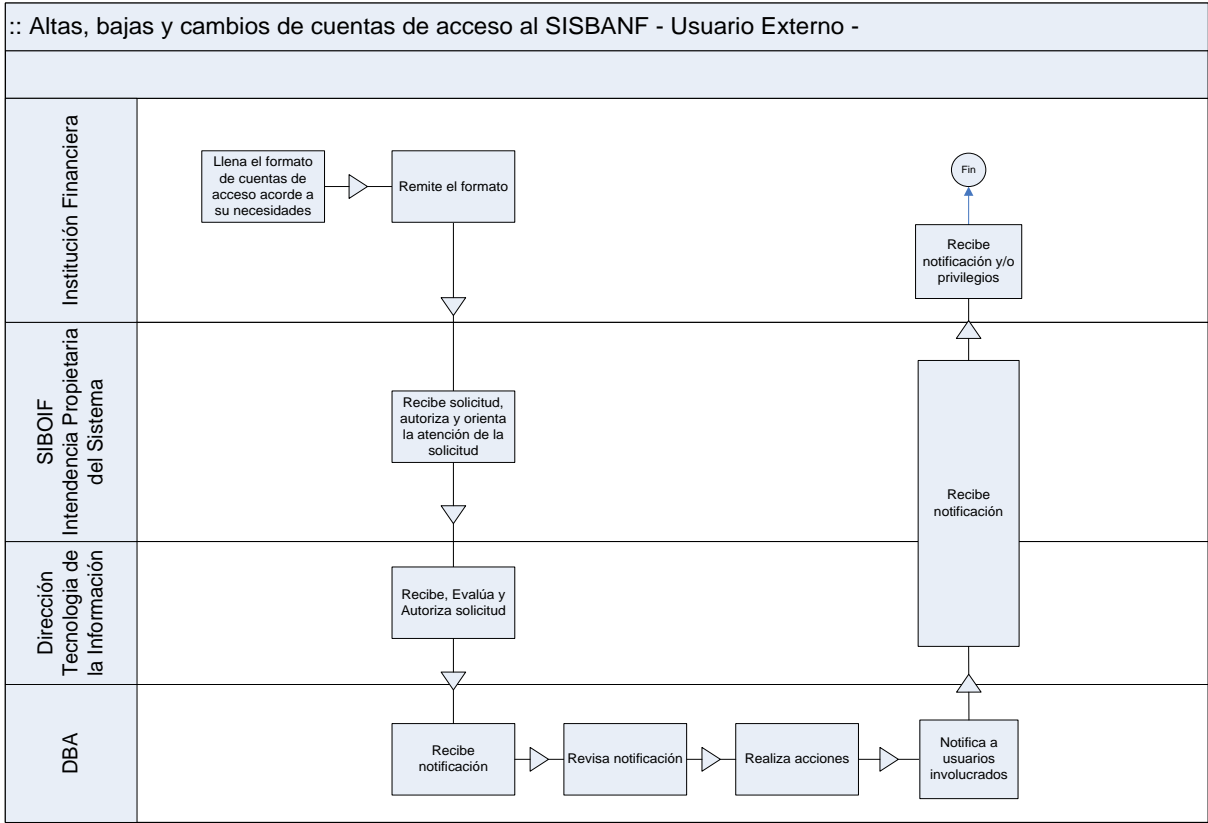 :: Altas, bajas y cambios de cuentas de acceso al SISBANF - Usuario Externo -
Institución Financiera
Llena el formato
de cuentas de
acceso acorde a
su necesidades
Remite el formato
Fin
Recibe
notificación y/o
privilegios
SIBOIF
Intendencia Propietaria
del Sistema
Recibe solicitud,
autoriza y orienta
la atención de la
solicitud
Recibe
notificación
Dirección
Tecnologia de
la Información
Recibe, Evalúa y
Autoriza solicitud
DBA
Recibe
notificación
Revisa notificación
Realiza acciones
Notifica a
usuarios
involucrados